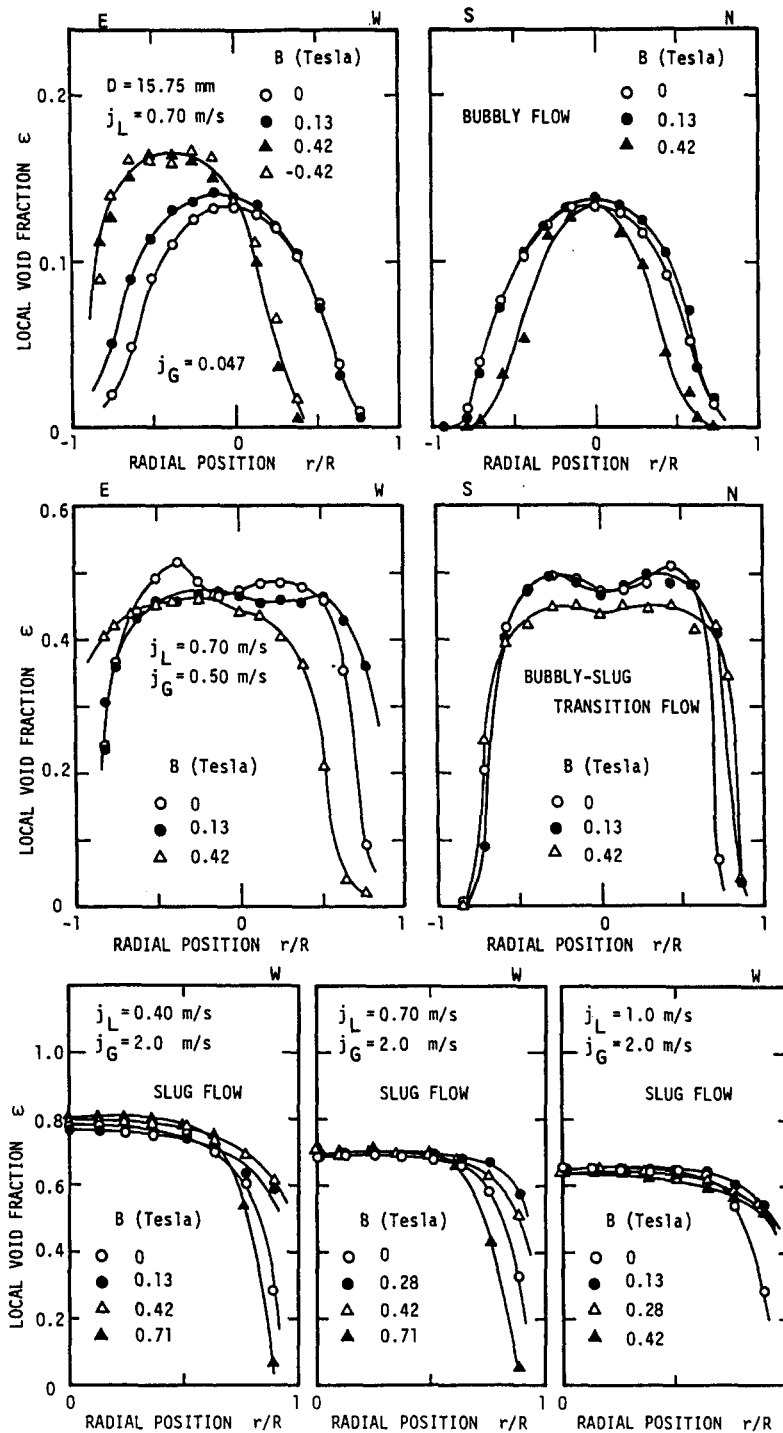 E W
B (Tesla)
D = 15.75 mm
j_L = 0.70 m/s
○ 0
● 0.13
▲ 0.42
△ -0.42
j_G = 0.047
LOCAL VOID FRACTION ε
0.2
0.1
0
-1 0 1
RADIAL POSITION r/R
S N
B (Tesla)
○ 0
● 0.13
▲ 0.42
BUBBLY FLOW
-1 0 1
RADIAL POSITION r/R
E W
LOCAL VOID FRACTION ε
0.6
0.4
0.2
0
j_L = 0.70 m/s
j_G = 0.50 m/s
B (Tesla)
○ 0
● 0.13
△ 0.42
-1 0 1
RADIAL POSITION r/R
S N
BUBBLY-SLUG
TRANSITION FLOW
B (Tesla)
○ 0
● 0.13
△ 0.42
-1 0 1
RADIAL POSITION r/R
W
j_L = 0.40 m/s
j_G = 2.0 m/s
SLUG FLOW
LOCAL VOID FRACTION ε
1.0
0.8
0.6
0.4
0.2
0
B (Tesla)
○ 0
● 0.13
△ 0.42
▲ 0.71
0 1
RADIAL POSITION r/R
W
j_L = 0.70 m/s
j_G = 2.0 m/s
SLUG FLOW
B (Tesla)
○ 0
● 0.28
△ 0.42
▲ 0.71
0 1
RADIAL POSITION r/R
W
j_L = 1.0 m/s
j_G = 2.0 m/s
SLUG FLOW
B (Tesla)
○ 0
● 0.13
△ 0.28
▲ 0.42
0 1
RADIAL POSITION r/R